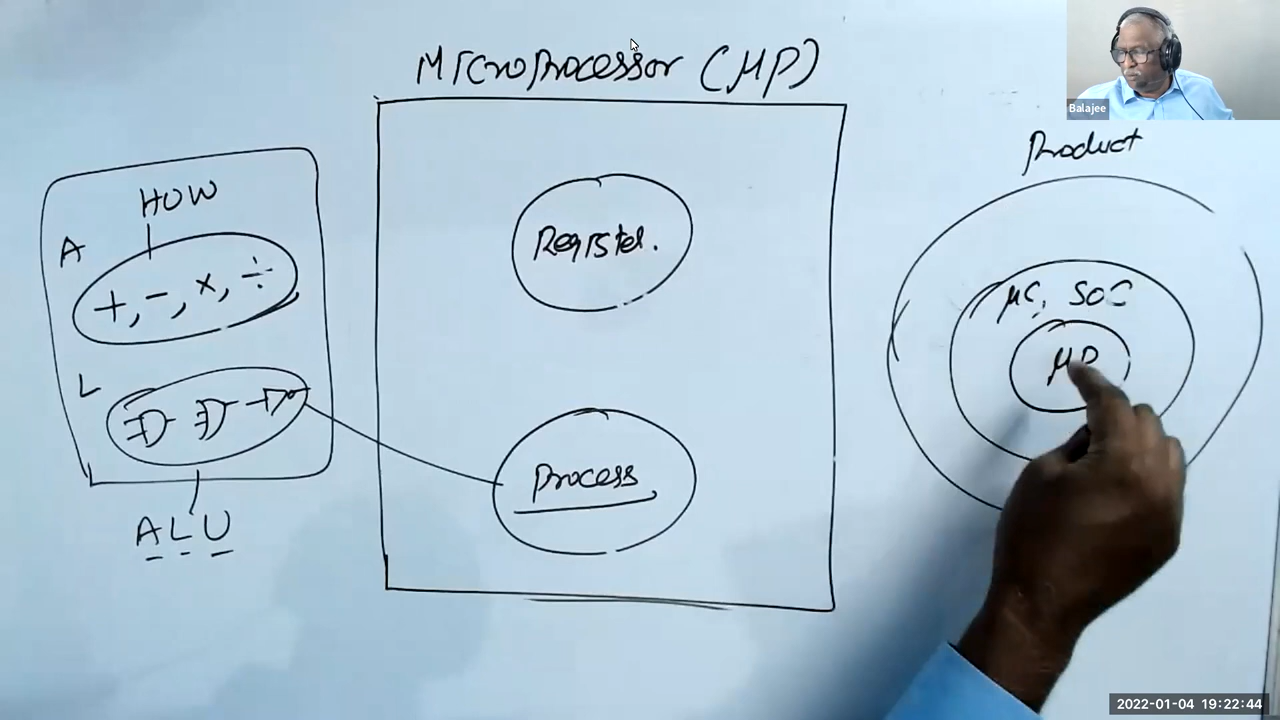 MicroProcessor (μP)
Balajee
Product
HOW
A
+, -, ×, ÷
Register.
μC, SOC
μP
L
Process
ALU
2022-01-04 19:22:44